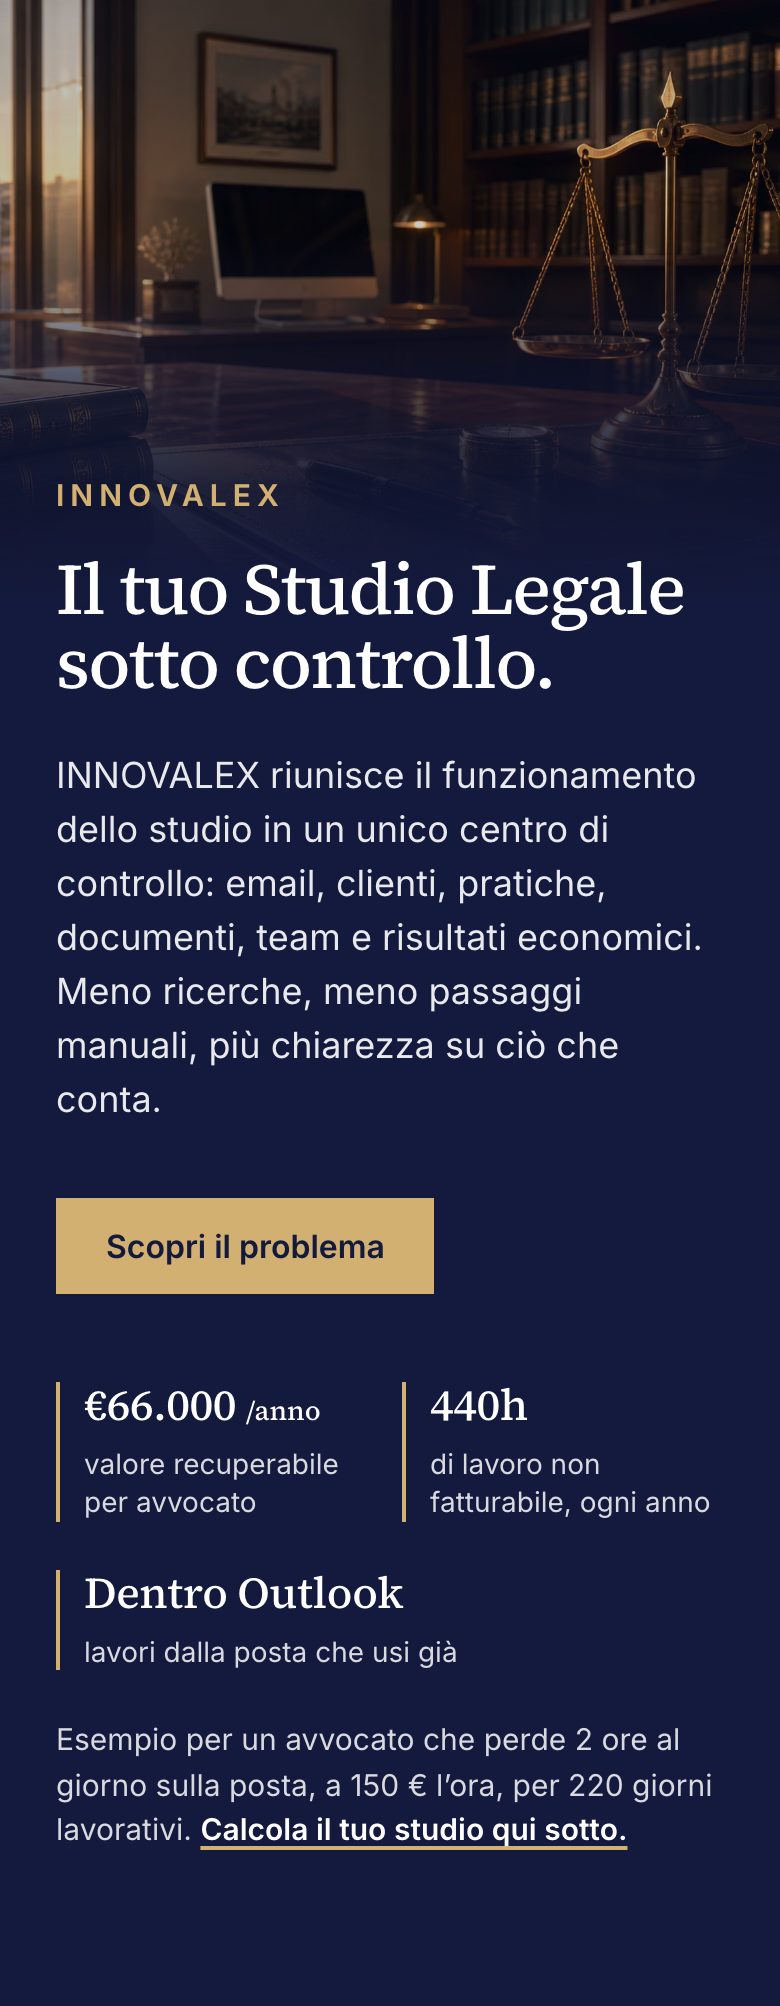 INNOVALEX
Il tuo Studio Legale
sotto controllo.
INNOVALEX riunisce il funzionamento
dello studio in un unico centro di
controllo: email, clienti, pratiche,
documenti, team e risultati economici.
Meno ricerche, meno passaggi
manuali, più chiarezza su ciò che
conta.
Scopri il problema
€66.000 /anno
valore recuperabile
per avvocato
440h
di lavoro non
fatturabile, ogni anno
Dentro Outlook
lavori dalla posta che usi già
Esempio per un avvocato che perde 2 ore al
giorno sulla posta, a 150 € l’ora, per 220 giorni
lavorativi. Calcola il tuo studio qui sotto.